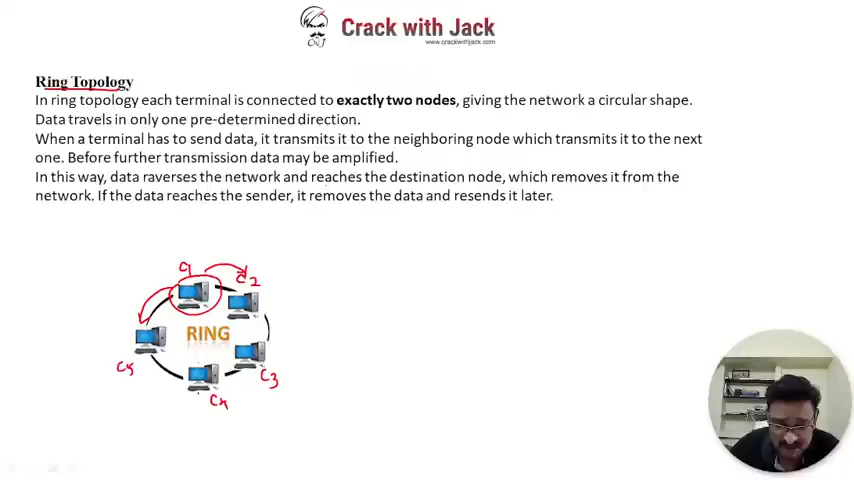 Crack with Jack
www.crackwithjack.com
CWJ
Ring Topology
In ring topology each terminal is connected to exactly two nodes, giving the network a circular shape.
Data travels in only one pre-determined direction.
When a terminal has to send data, it transmits it to the neighboring node which transmits it to the next
one. Before further transmission data may be amplified.
In this way, data raverses the network and reaches the destination node, which removes it from the
network. If the data reaches the sender, it removes the data and resends it later.
C1
C2
RING
C5
C3
C4